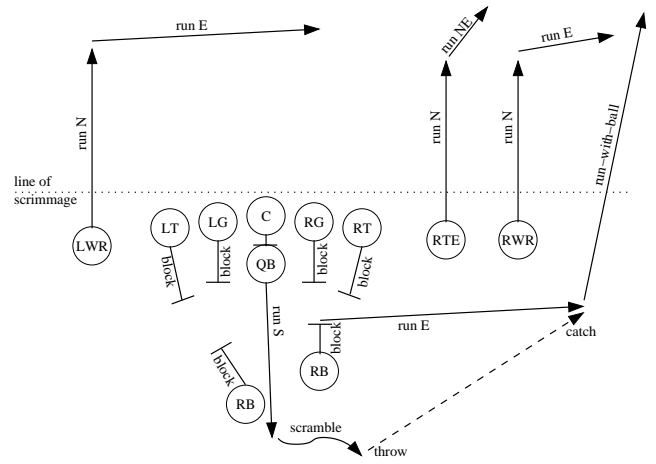 run E
run NE
run E
run N
run N
run N
run-with-ball
line of
scrimmage
LWR
LT
LG
C
RG
RT
RTE
RWR
QB
block
block
block
block
run S
run E
block
catch
block
RB
RB
scramble
throw